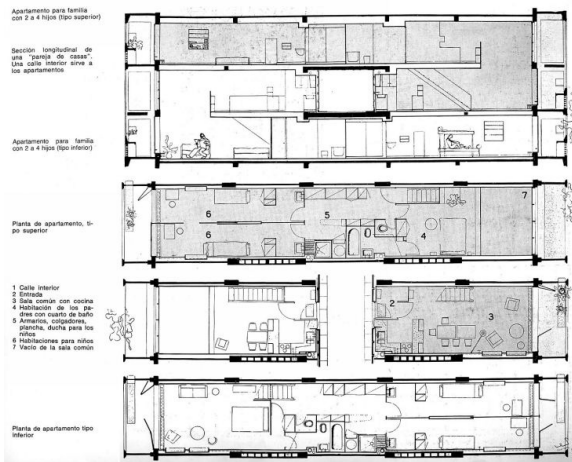 Apartamento para familia
con 2 a 4 hijos (tipo superior)
Sección longitudinal de
una "pareja de casas".
Una calle interior sirve a
los apartamentos
Apartamento para familia
con 2 a 4 hijos (tipo inferior)
Planta de apartamento, ti-
po superior
6
6
5
4
7
1 Calle interior
2 Entrada
3 Sala común con cocina
4 Habitación de los pa-
dres con cuarto de baño
5 Armarios, colgadores,
plancha, ducha para los
niños
6 Habitaciones para niños
7 Vacío de la sala común
2
3
Planta de apartamento tipo
inferior